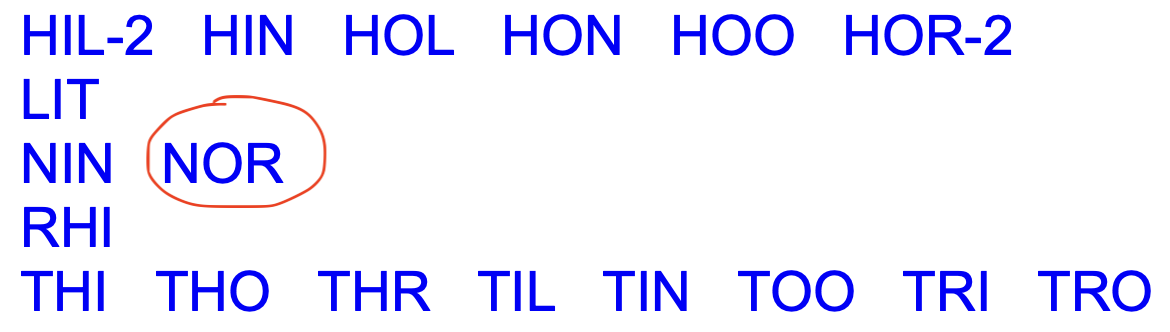 HIL-2 HIN HOL HON HOO HOR-2
LIT
NIN NOR
RHI
THI THO THR TIL TIN TOO TRI TRO